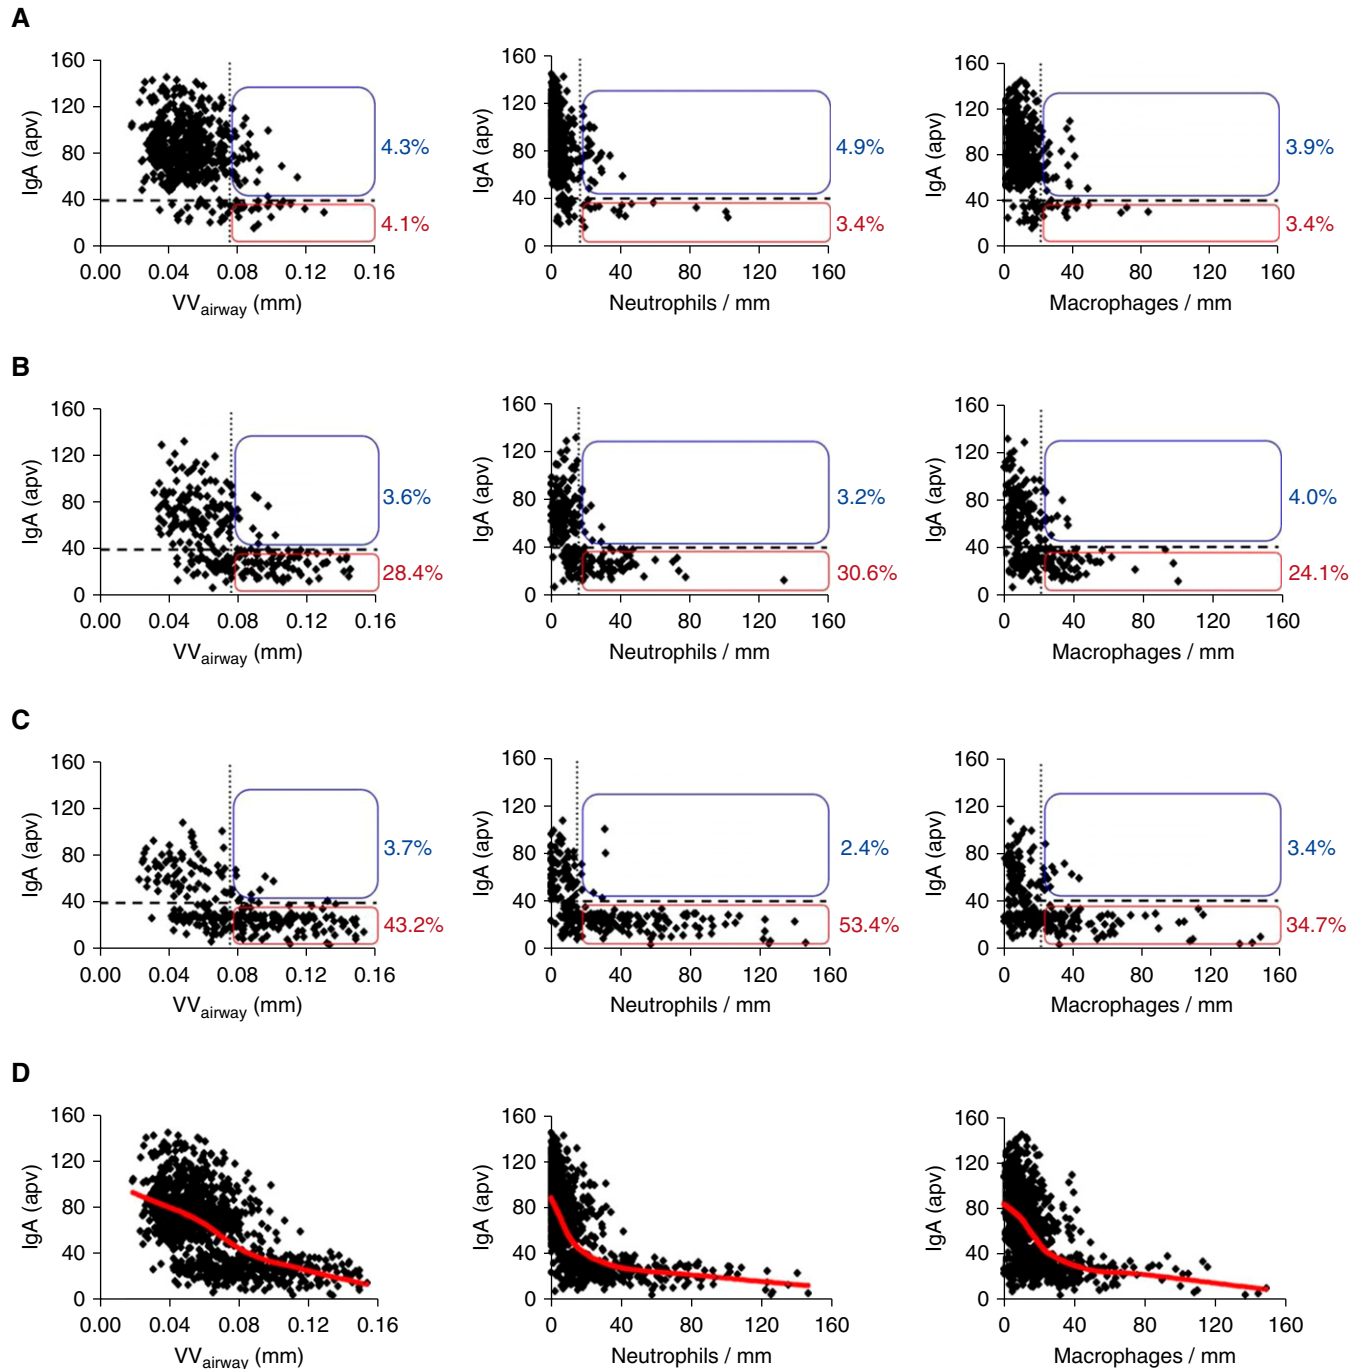 A
160
120
80
40
0
IgA (apv)
0.00 0.04 0.08 0.12 0.16
VVairway (mm)
4.3%
4.1%
160
120
80
40
0
IgA (apv)
0 40 80 120 160
Neutrophils / mm
4.9%
3.4%
160
120
80
40
0
IgA (apv)
0 40 80 120 160
Macrophages / mm
3.9%
3.4%
B
160
120
80
40
0
IgA (apv)
0.00 0.04 0.08 0.12 0.16
VVairway (mm)
3.6%
28.4%
160
120
80
40
0
IgA (apv)
0 40 80 120 160
Neutrophils / mm
3.2%
30.6%
160
120
80
40
0
IgA (apv)
0 40 80 120 160
Macrophages / mm
4.0%
24.1%
C
160
120
80
40
0
IgA (apv)
0.00 0.04 0.08 0.12 0.16
VVairway (mm)
3.7%
43.2%
160
120
80
40
0
IgA (apv)
0 40 80 120 160
Neutrophils / mm
2.4%
53.4%
160
120
80
40
0
IgA (apv)
0 40 80 120 160
Macrophages / mm
3.4%
34.7%
D
160
120
80
40
0
IgA (apv)
0.00 0.04 0.08 0.12 0.16
VVairway (mm)
160
120
80
40
0
IgA (apv)
0 40 80 120 160
Neutrophils / mm
160
120
80
40
0
IgA (apv)
0 40 80 120 160
Macrophages / mm